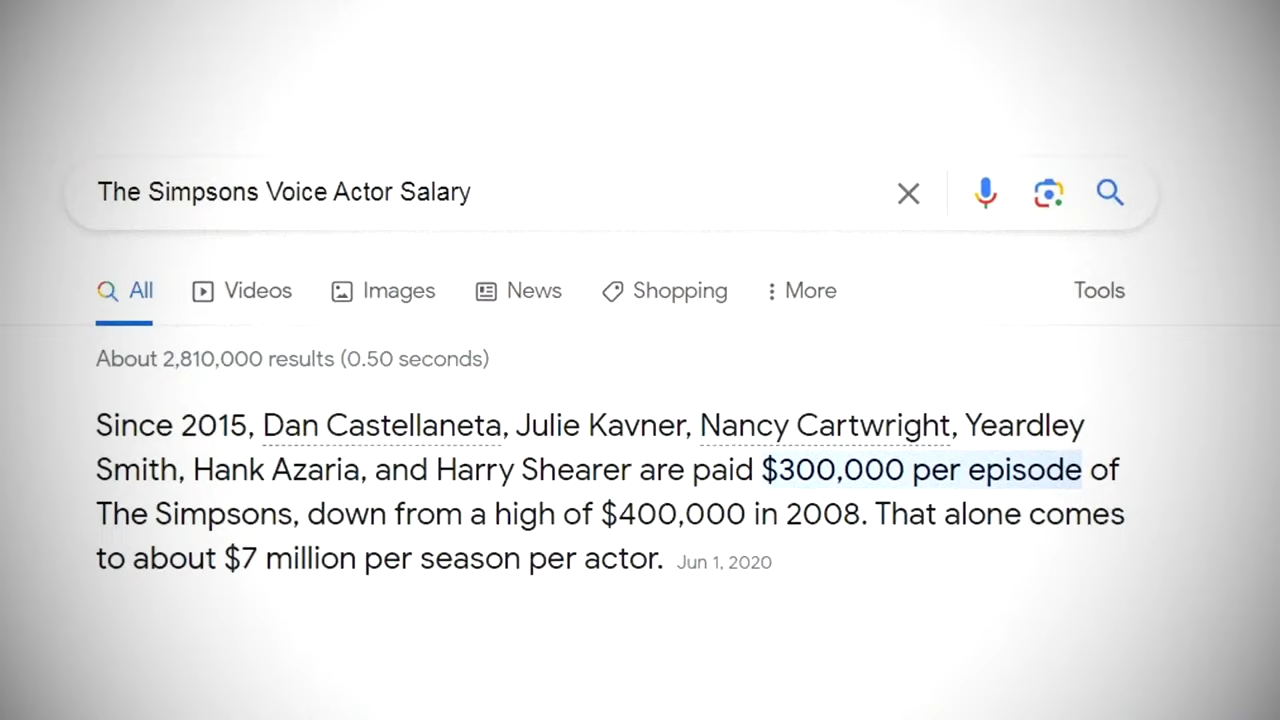 The Simpsons Voice Actor Salary
All Videos Images News Shopping More Tools
About 2,810,000 results (0.50 seconds)
Since 2015, Dan Castellaneta, Julie Kavner, Nancy Cartwright, Yeardley
Smith, Hank Azaria, and Harry Shearer are paid $300,000 per episode of
The Simpsons, down from a high of $400,000 in 2008. That alone comes
to about $7 million per season per actor. Jun 1, 2020